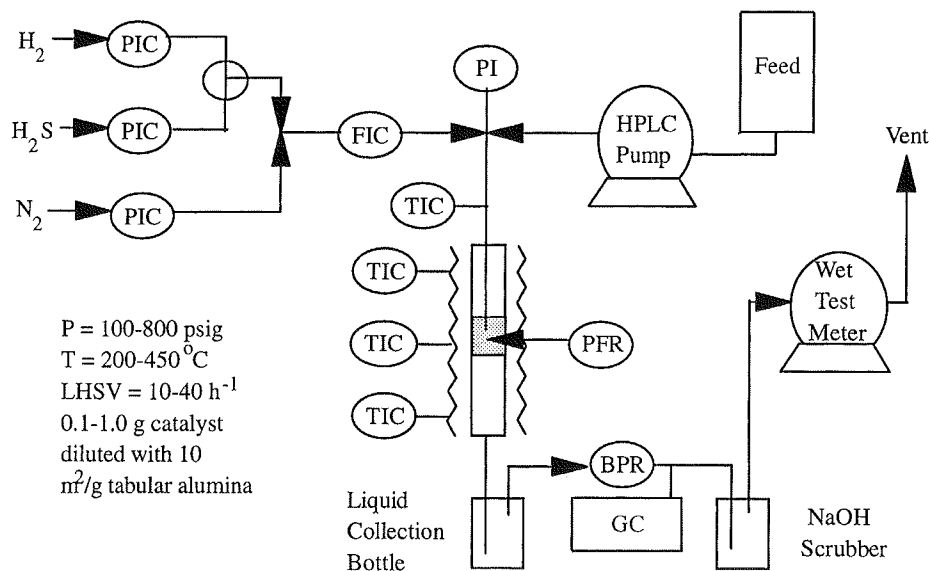 H₂
PIC
H₂S
PIC
N₂
PIC
FIC
PI
HPLC
Pump
Feed
Vent
TIC
TIC
TIC
TIC
PFR
Wet
Test
Meter
P = 100-800 psig
T = 200-450 °C
LHSV = 10-40 h⁻¹
0.1-1.0 g catalyst
diluted with 10
m²/g tabular alumina
BPR
GC
Liquid
Collection
Bottle
NaOH
Scrubber